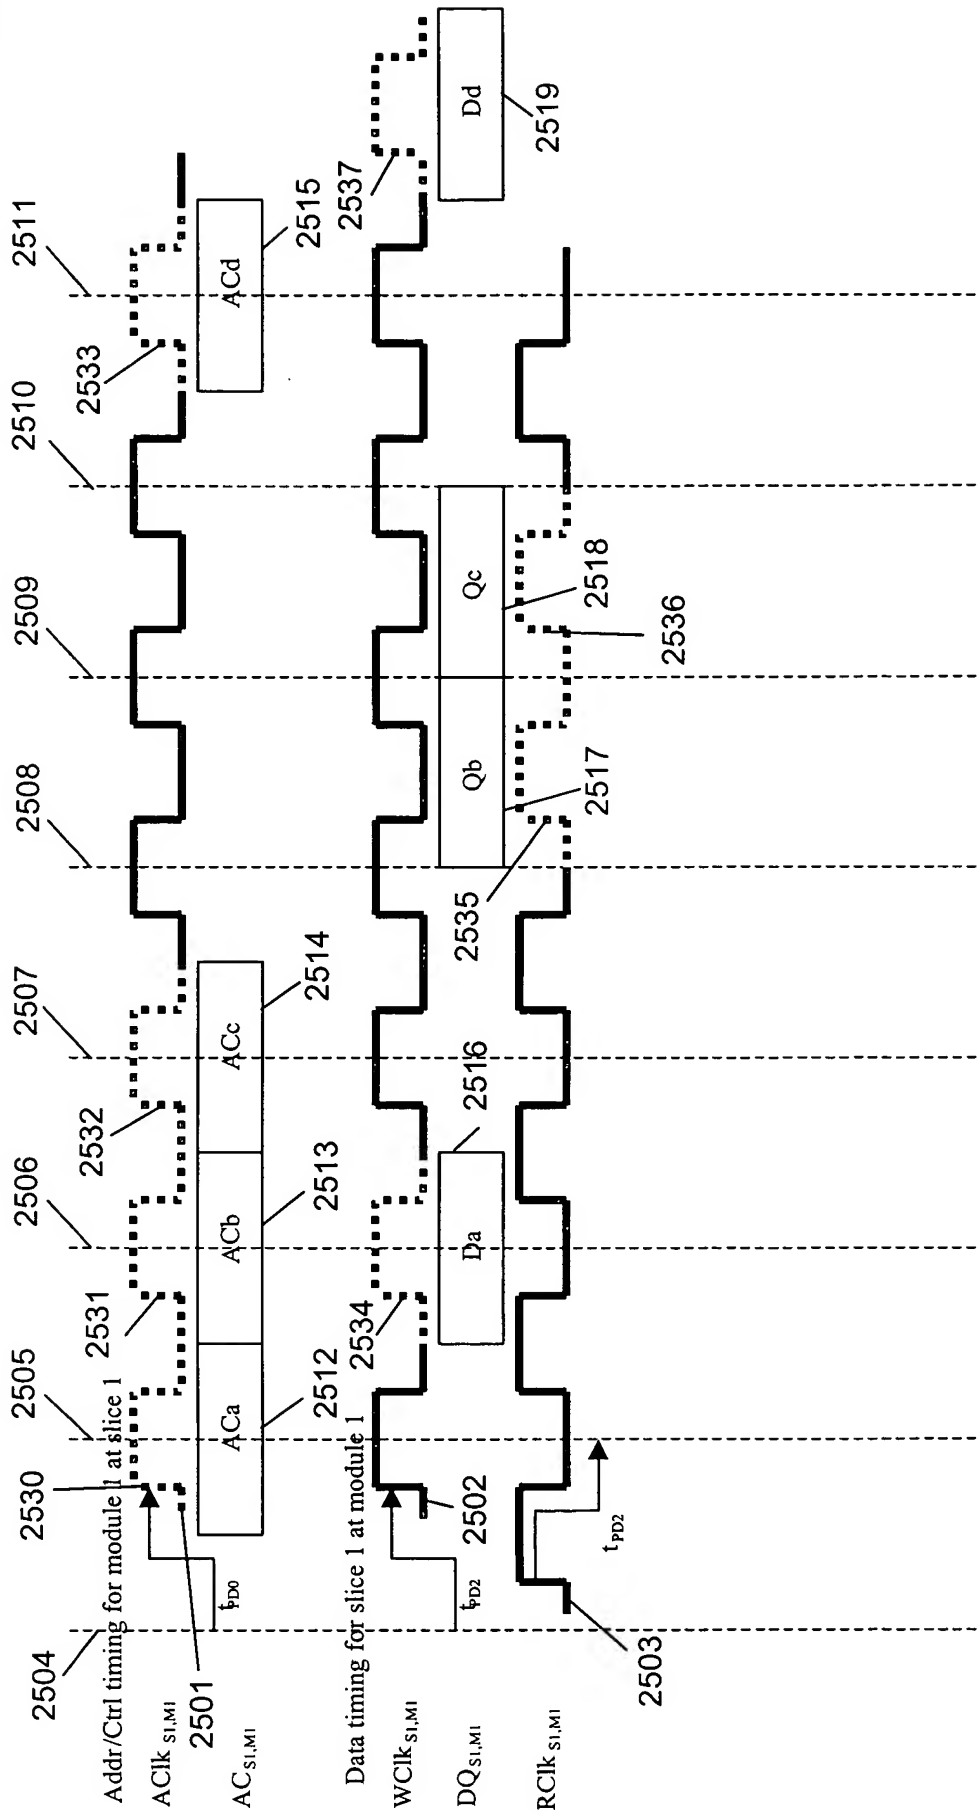 2504
2505
2506
2507
2508
2509
2510
2511
Addr/Ctrl timing for module 1 at slice 1
2530
2531
2532
2533
AClk S1,M1
2501
tPD0
AC S1,M1
ACa
ACb
ACc
ACd
2512
2513
2514
2515
Data timing for slice 1 at module 1
2534
2537
WClk S1,M1
2502
tPD2
2516
2535
DQ S1,M1
Da
Qb
Qc
Dd
2517
2518
2519
RClk S1,M1
2503
tPD2
2536